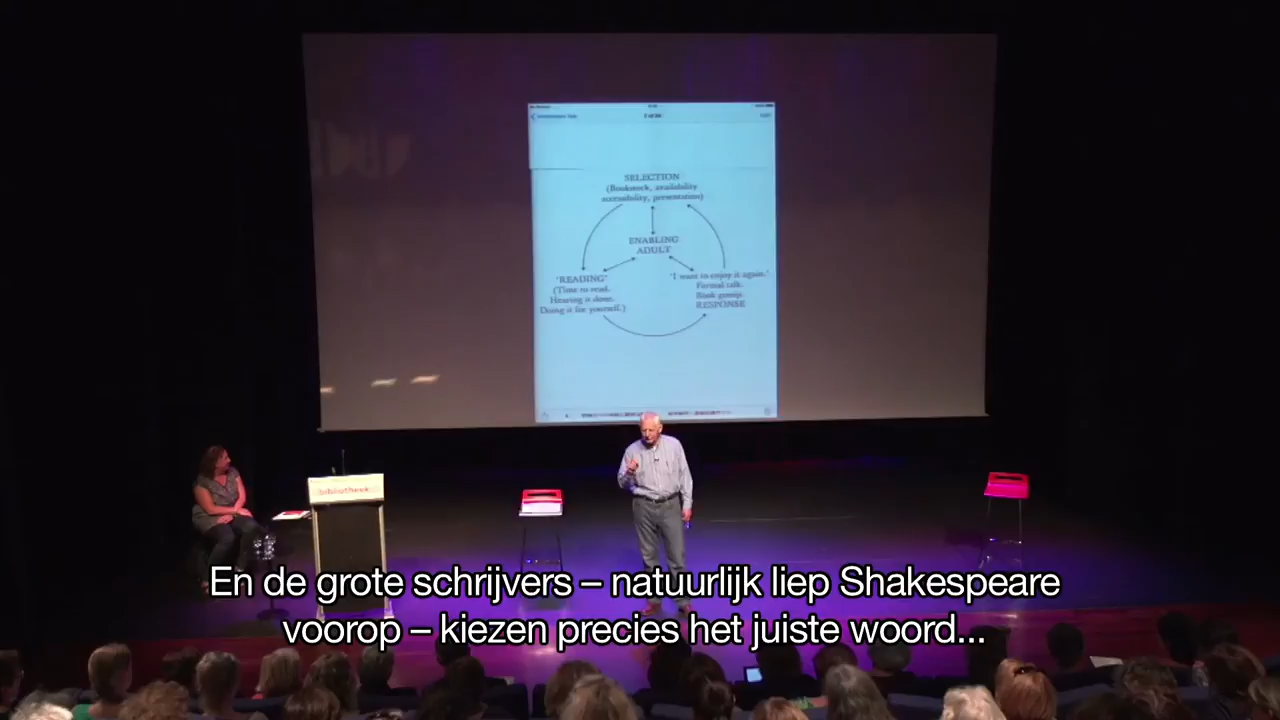 SELECTION
(Bookstock, availability
accessibility, presentation)
ENABLING
ADULT
'READING'
(Time to read.
Hearing it done.
Doing it for yourself.)
'I want to enjoy it again.'
Formal talk.
Book gossip.
RESPONSE
bibliotheek
En de grote schrijvers – natuurlijk liep Shakespeare
voorop – kiezen precies het juiste woord...